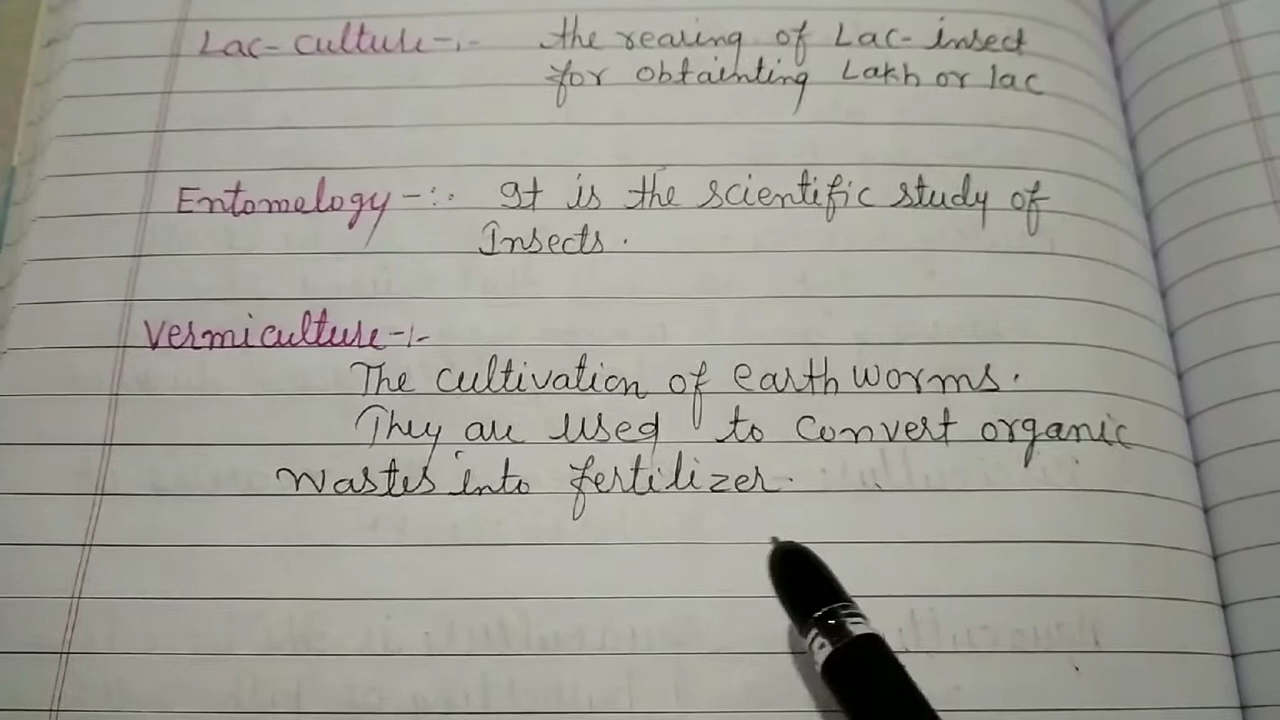 Lac-culture-:- the rearing of Lac-insect
for obtainting Lakh or lac
Entomology-:- It is the scientific study of
Insects.
Vermiculture-:-
The cultivation of earthworms.
They are used to convert organic
wastes into fertilizer.